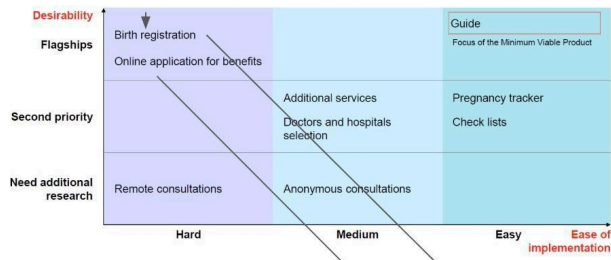 Desirability
Flagships
Birth registration
Online application for benefits
Guide
Focus of the Minimum Viable Product
Second priority
Additional services
Doctors and hospitals
selection
Pregnancy tracker
Check lists
Need additional
research
Remote consultations
Anonymous consultations
Hard
Medium
Easy
Ease of
implementation